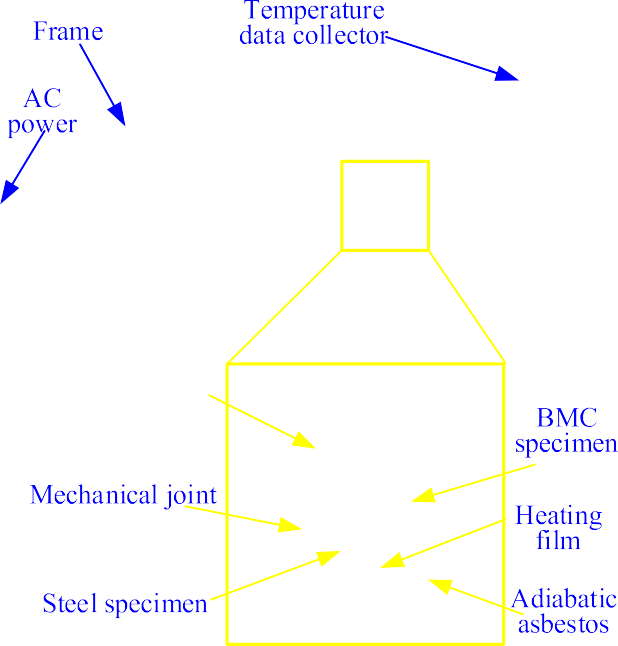 Temperature
data collector
Frame
AC
power
BMC
specimen
Mechanical joint
Heating
film
Steel specimen
Adiabatic
asbestos